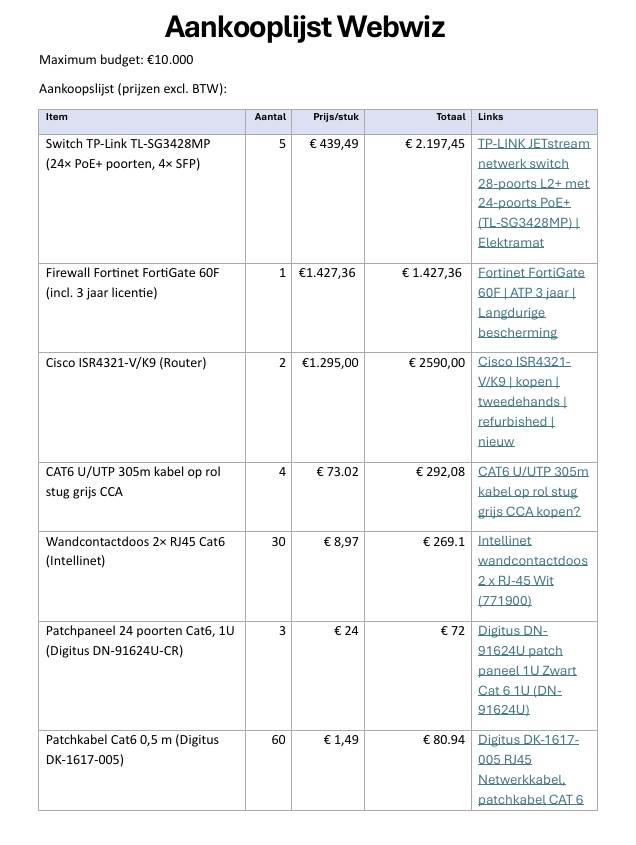 Aankooplijst Webwiz
Maximum budget: €10.000
Aankoopslijst (prijzen excl. BTW):
Item Aantal Prijs/stuk Totaal Links
Switch TP-Link TL-SG3428MP 5 € 439,49 € 2.197,45 TP-LINK JETstream
(24× PoE+ poorten, 4× SFP) netwerk switch
28-poorts L2+ met
24-poorts PoE+
(TL-SG3428MP) |
Elektramat
Firewall Fortinet FortiGate 60F 1 €1.427,36 € 1.427,36 Fortinet FortiGate
(incl. 3 jaar licentie) 60F | ATP 3 jaar |
Langdurige
bescherming
Cisco ISR4321-V/K9 (Router) 2 €1.295,00 € 2590,00 Cisco ISR4321-
V/K9 | kopen |
tweedehands |
refurbished |
nieuw
CAT6 U/UTP 305m kabel op rol 4 € 73.02 € 292,08 CAT6 U/UTP 305m
stug grijs CCA kabel op rol stug
grijs CCA kopen?
Wandcontactdoos 2× RJ45 Cat6 30 € 8,97 € 269.1 Intellinet
(Intellinet) wandcontactdoos
2 x RJ-45 Wit
(771900)
Patchpaneel 24 poorten Cat6, 1U 3 € 24 € 72 Digitus DN-
(Digitus DN-91624U-CR) 91624U patch
paneel 1U Zwart
Cat 6 1U (DN-
91624U)
Patchkabel Cat6 0,5 m (Digitus 60 € 1,49 € 80.94 Digitus DK-1617-
DK-1617-005) 005 RJ45
Netwerkkabel,
patchkabel CAT 6